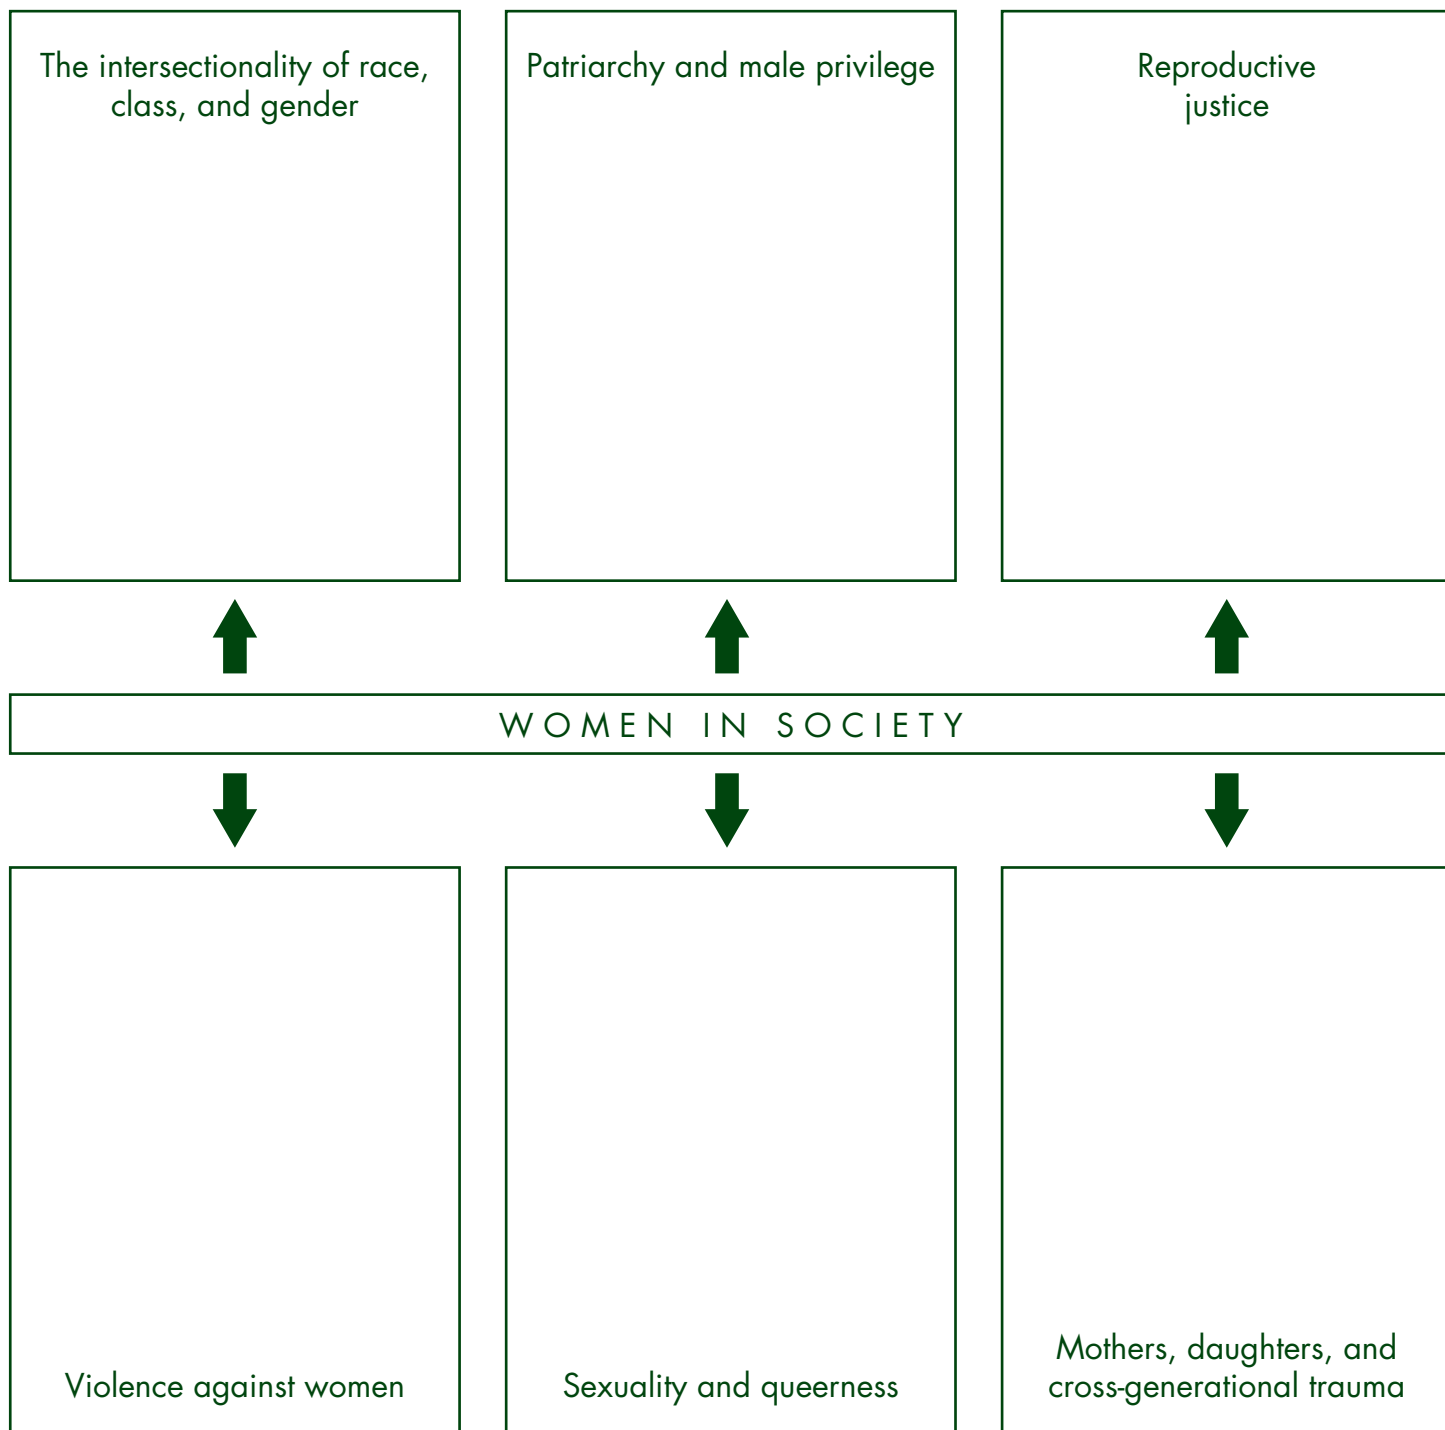 The intersectionality of race,
class, and gender
Patriarchy and male privilege
Reproductive
justice
WOMEN IN SOCIETY
Violence against women
Sexuality and queerness
Mothers, daughters, and
cross-generational trauma